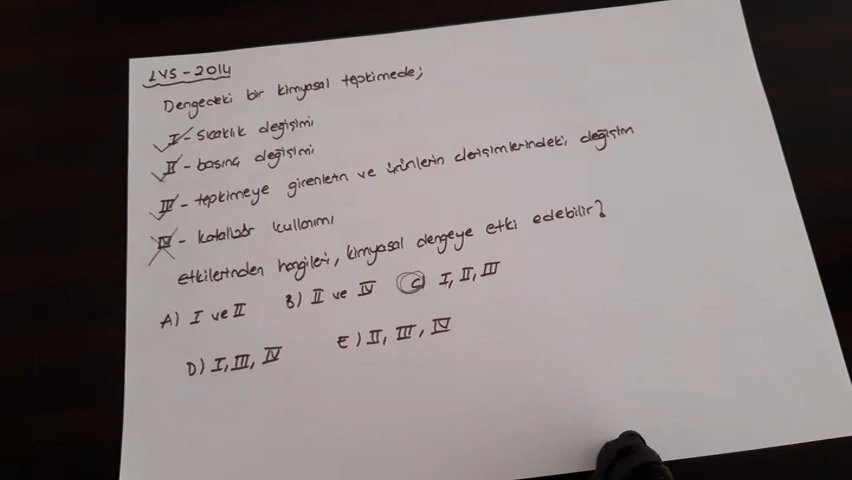 LYS - 2014
Dengedeki bir kimyasal tepkimede;
I - Sıcaklık değişimi
II - basınç değişimi
III - tepkimeye girenlerin ve ürünlerin derişimlerindeki değişim
IV - katalizör kullanımı
etkilerinden hangileri, kimyasal dengeye etki edebilir?
A) I ve II B) II ve IV C) I, II, III
D) I, III, IV E) II, III, IV